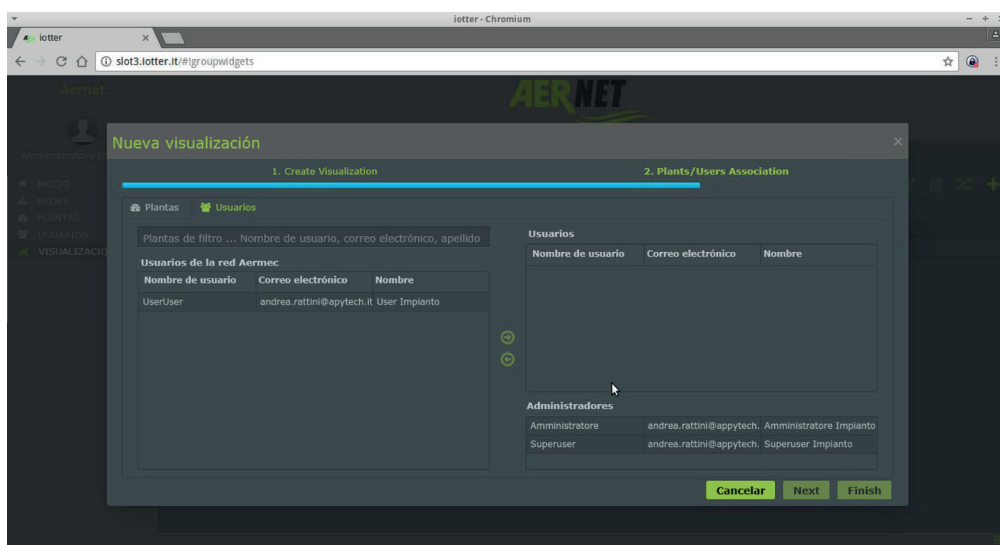 iotter - Chromium
iotter
slot3.iotter.it/#!groupwidgets
Aernet
AERNET
Nueva visualización
1. Create Visualization
2. Plants/Users Association
INICIO
REDES
PLANTAS
USUARIOS
VISUALIZACIO
Plantas
Usuarios
Plantas de filtro ... Nombre de usuario, correo electrónico, apellido
Usuarios de la red Aermec
Nombre de usuario Correo electrónico Nombre
UserUser andrea.rattini@apytech.it User Impianto
Usuarios
Nombre de usuario Correo electrónico Nombre
Administradores
Amministratore andrea.rattini@appytech. Amministratore Impianto
Superuser andrea.rattini@appytech. Superuser Impianto
Cancelar Next Finish